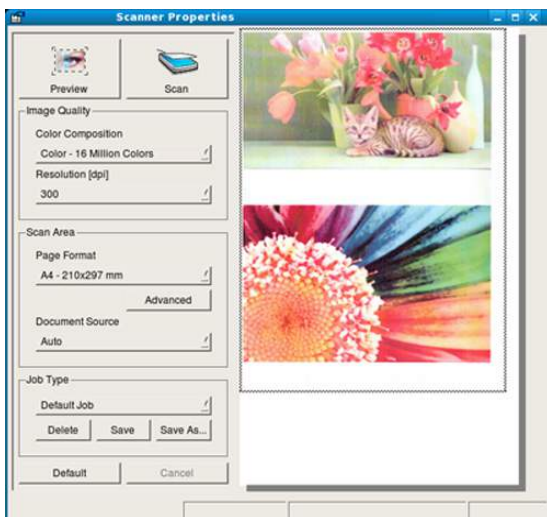 Scanner Properties
Preview
Scan
Image Quality
Color Composition
Color - 16 Million Colors
Resolution [dpi]
300
Scan Area
Page Format
A4 - 210x297 mm
Advanced
Document Source
Auto
Job Type
Default Job
Delete
Save
Save As...
Default
Cancel